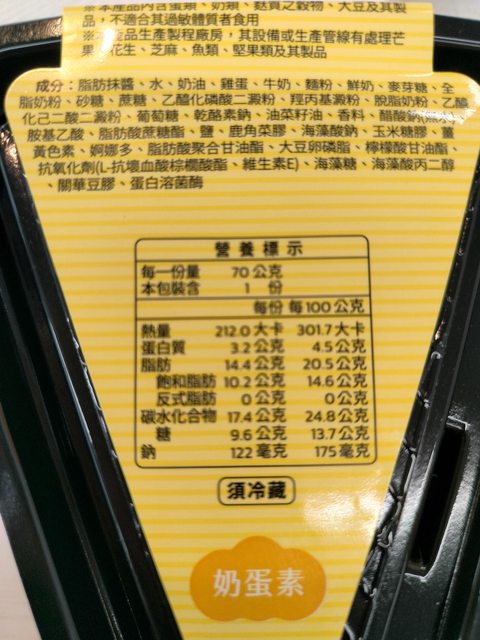 ※本產品內含蛋類、奶類、麩質之穀物、大豆及其製
品，不適合其過敏體質者食用
產品生產製程廠房，其設備或生產管線有處理芒
果 花生、芝麻、魚類、堅果類及其製品
成分：脂肪抹醬、水、奶油、雞蛋、牛奶、麵粉、鮮奶、麥芽糖、全
脂奶粉、砂糖、蔗糖、乙醯化磷酸二澱粉、羥丙基澱粉、脫脂奶粉、乙醯
化己二酸二澱粉、葡萄糖、乾酪素鈉、油菜籽油、香料、醋酸鈉
胺基乙酸、脂肪酸蔗糖酯、鹽、鹿角菜膠、海藻酸鈉、玉米糖膠、薑
黃色素、婀娜多、脂肪酸聚合甘油酯、大豆卵磷脂、檸檬酸甘油酯、
抗氧化劑(L-抗壞血酸棕櫚酸酯、維生素E)、海藻糖、海藻酸丙二醇
、關華豆膠、蛋白溶菌酶
營養標示
每一份量 70 公克
本包裝含 1 份
每份 每100公克
熱量 212.0 大卡 301.7 大卡
蛋白質 3.2 公克 4.5 公克
脂肪 14.4 公克 20.5 公克
飽和脂肪 10.2 公克 14.6 公克
反式脂肪 0 公克 0 公克
碳水化合物 17.4 公克 24.8 公克
糖 9.6 公克 13.7 公克
鈉 122 毫克 175 毫克
須冷藏
奶蛋素